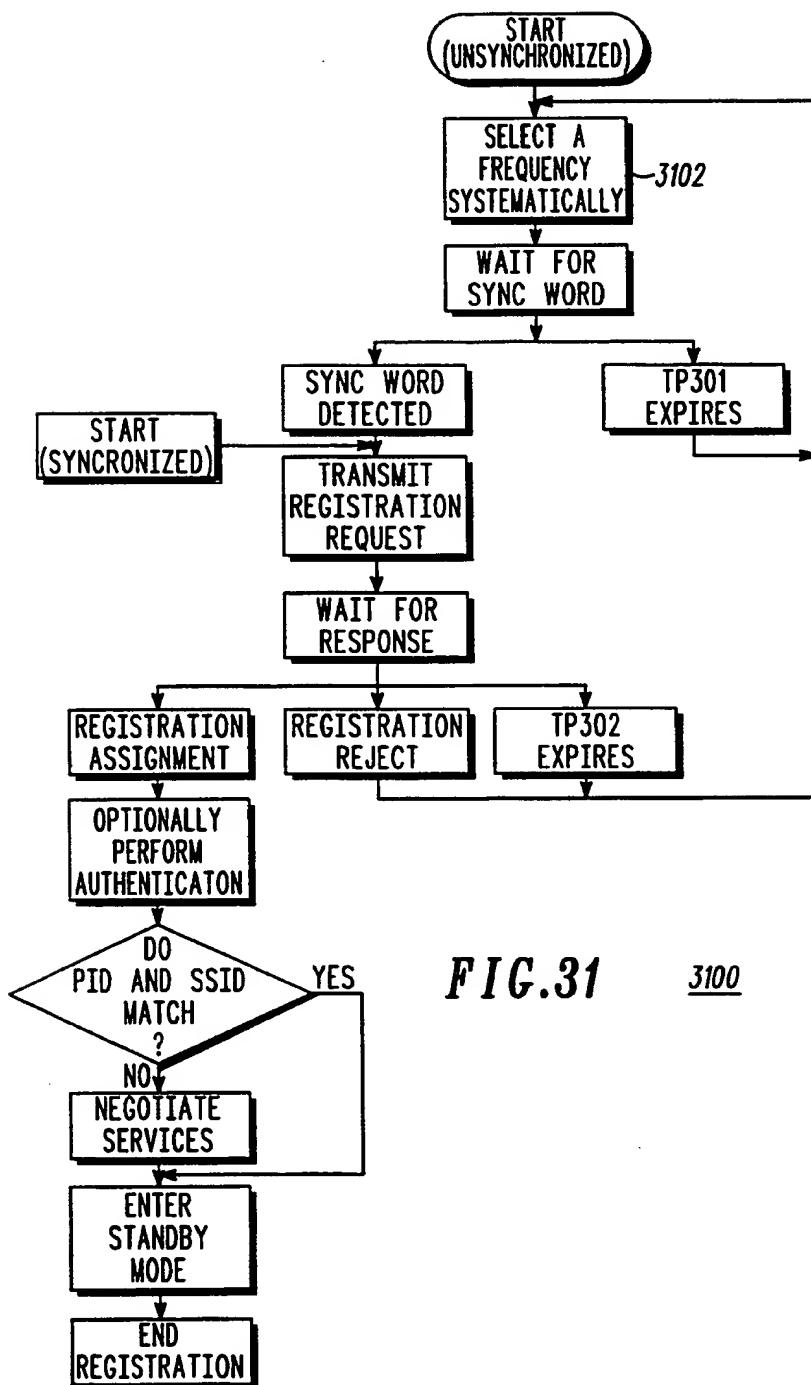 START
(UNSYNCHRONIZED)
SELECT A
FREQUENCY
SYSTEMATICALLY
3102
WAIT FOR
SYNC WORD
SYNC WORD
DETECTED
TP301
EXPIRES
START
(SYNCRONIZED)
TRANSMIT
REGISTRATION
REQUEST
WAIT FOR
RESPONSE
REGISTRATION
ASSIGNMENT
REGISTRATION
REJECT
TP302
EXPIRES
OPTIONALLY
PERFORM
AUTHENTICATON
DO
PID AND SSID
MATCH
?
YES
NO
FIG.31
3100
NEGOTIATE
SERVICES
ENTER
STANDBY
MODE
END
REGISTRATION